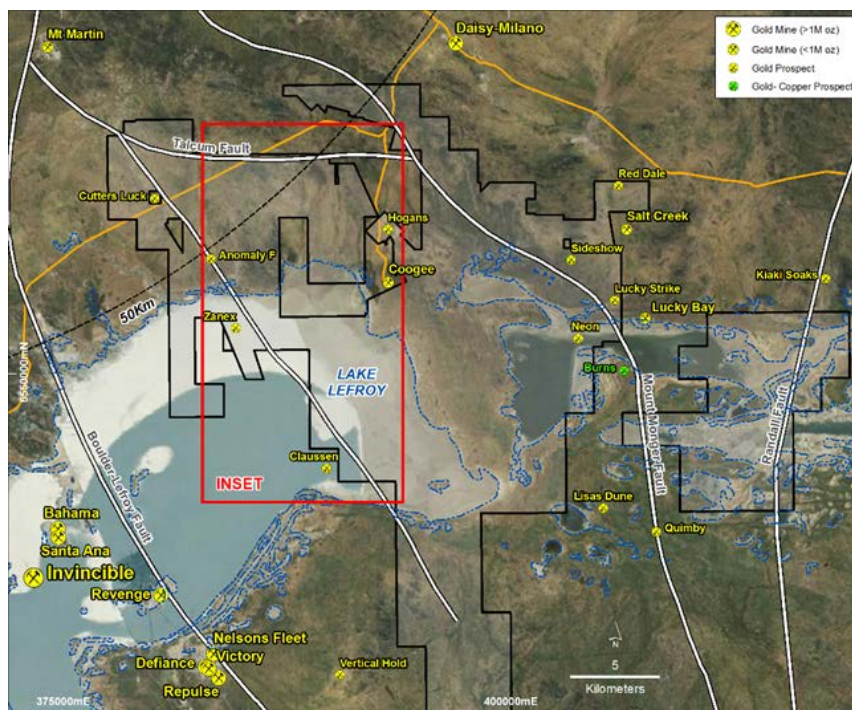 Mt Martin
Daisy-Milano
Gold Mine (>1M oz)
Gold Mine (<1M oz)
Gold Prospect
Gold- Copper Prospect
Talcum Fault
Cutters Luck
Red Dale
Hogans
Salt Creek
Anomaly F
Sideshow
Coogee
Kiaki Soaks
50Km
Lucky Strike
Zanex
Lucky Bay
Neon
6550000mN
LAKE
LEFROY
Burns
Mount Monger Fault
Randall Fault
Boulder-Lefroy Fault
Claussen
INSET
Lisas Dune
Bahama
Quimby
Santa Ana
Invincible
Revenge
Nelsons Fleet
Victory
Defiance
Vertical Hold
N
5
Kilometers
Repulse
375000mE
400000mE